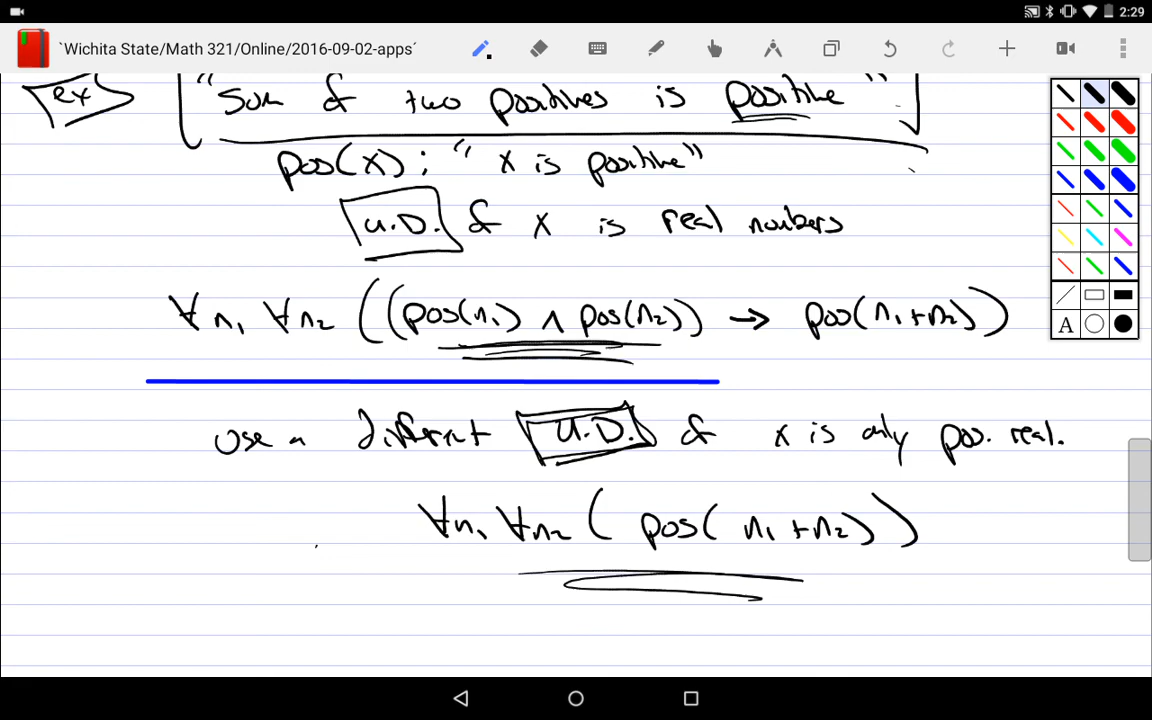 2:29
`Wichita State/Math 321/Online/2016-09-02-apps´
ex "Sum of two positives is positive"
pos(x) : "x is positive"
U.D. of x is real numbers
∀n₁ ∀n₂ ((pos(n₁) ∧ pos(n₂)) → pos(n₁+n₂))
Use a different U.D. of x is only pos. real.
∀n₁ ∀n₂ ( pos( n₁+n₂))
A